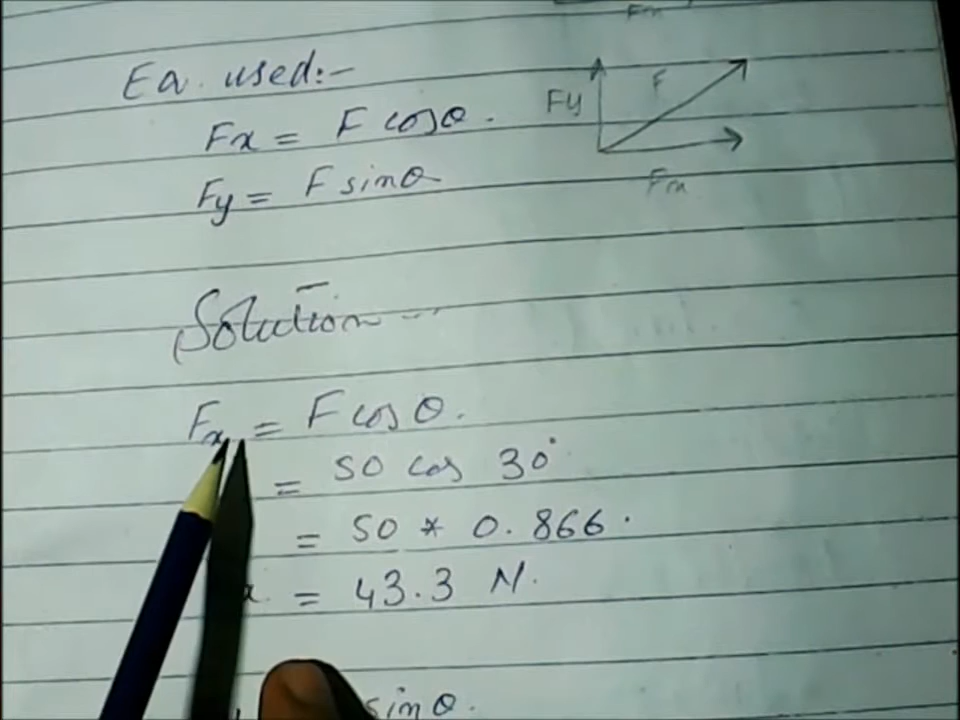 Eq. used:-
Fx = F cosθ.
Fy = F sinθ
Fy
F
Fx
Solution
Fx = F cos θ.
= 50 cos 30°
= 50 * 0.866.
x = 43.3 N.
sin θ.